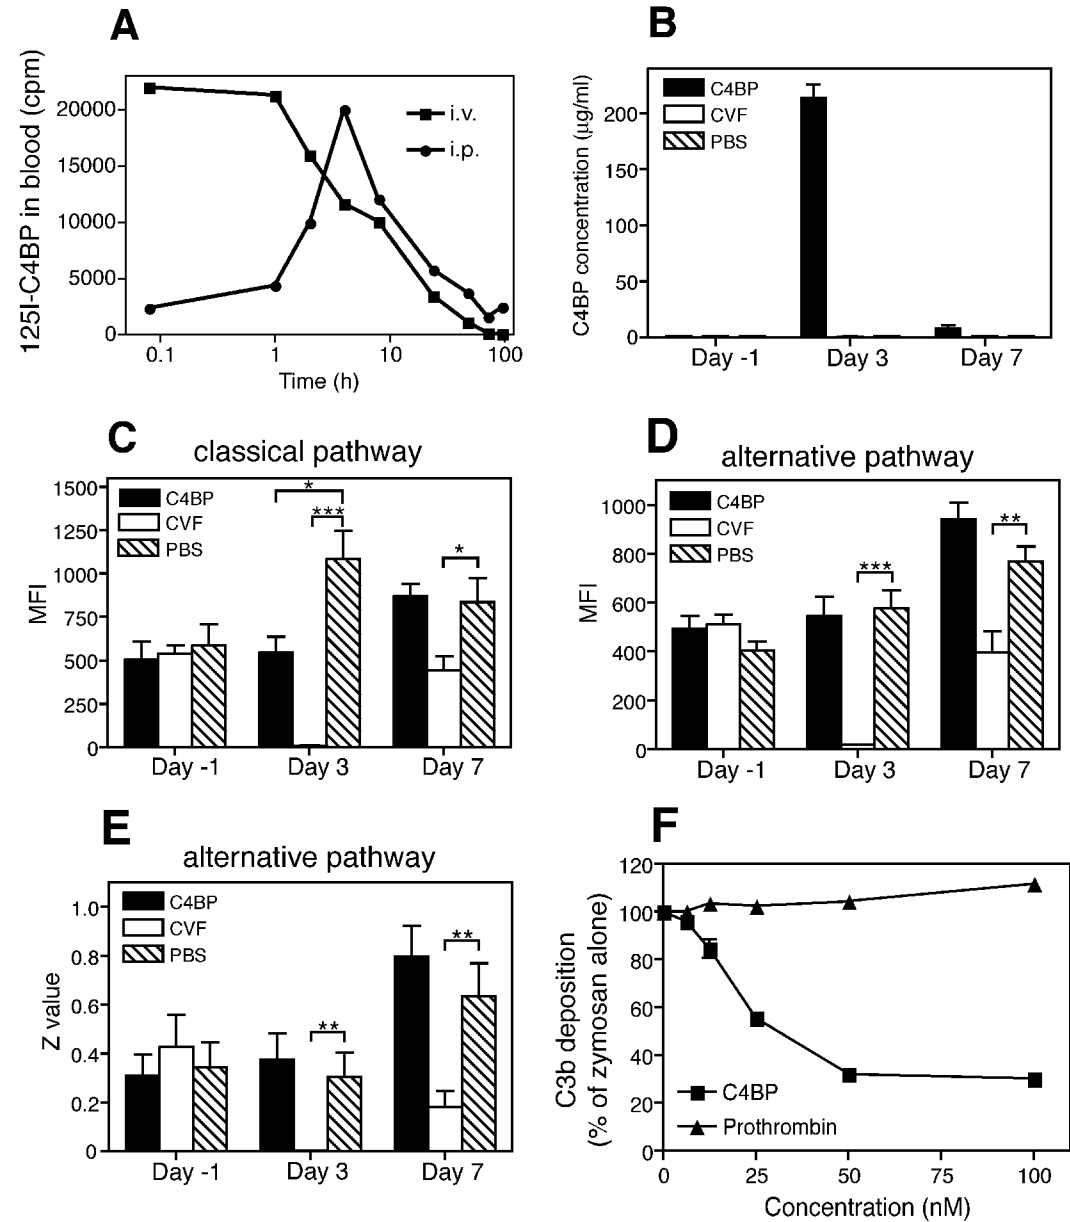 A
125I-C4BP in blood (cpm)
20000
15000
10000
5000
0
i.v.
i.p.
0.1 1 10 100
Time (h)
B
C4BP concentration (µg/ml)
200
150
100
50
0
C4BP
CVF
PBS
Day -1 Day 3 Day 7
C
classical pathway
MFI
1500
1250
1000
750
500
250
0
C4BP
CVF
PBS
*
***
*
Day -1 Day 3 Day 7
D
alternative pathway
MFI
1000
800
600
400
200
0
C4BP
CVF
PBS
***
**
Day -1 Day 3 Day 7
E
alternative pathway
Z value
1.0
0.8
0.6
0.4
0.2
0
C4BP
CVF
PBS
**
**
Day -1 Day 3 Day 7
F
C3b deposition
(% of zymosan alone)
120
100
80
60
40
20
0
C4BP
Prothrombin
0 25 50 75 100
Concentration (nM)